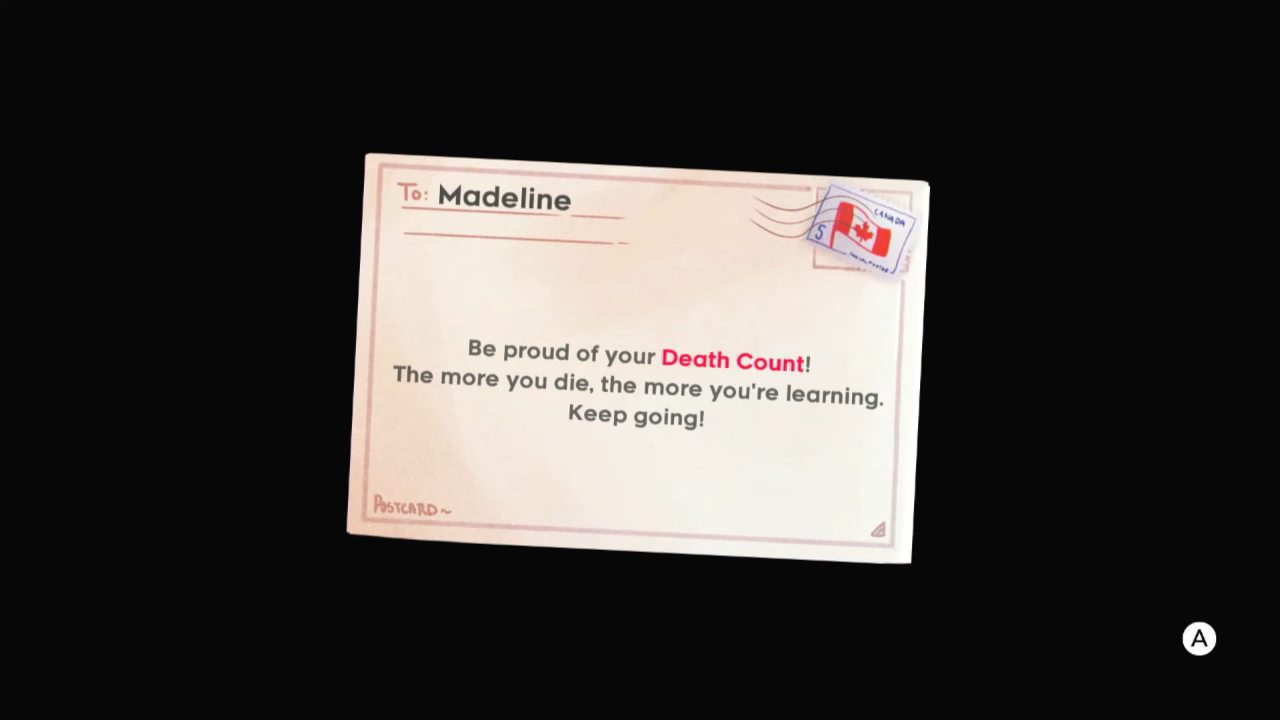 To: Madeline
CANADA
5
Be proud of your Death Count!
The more you die, the more you're learning.
Keep going!
POSTCARD~
A